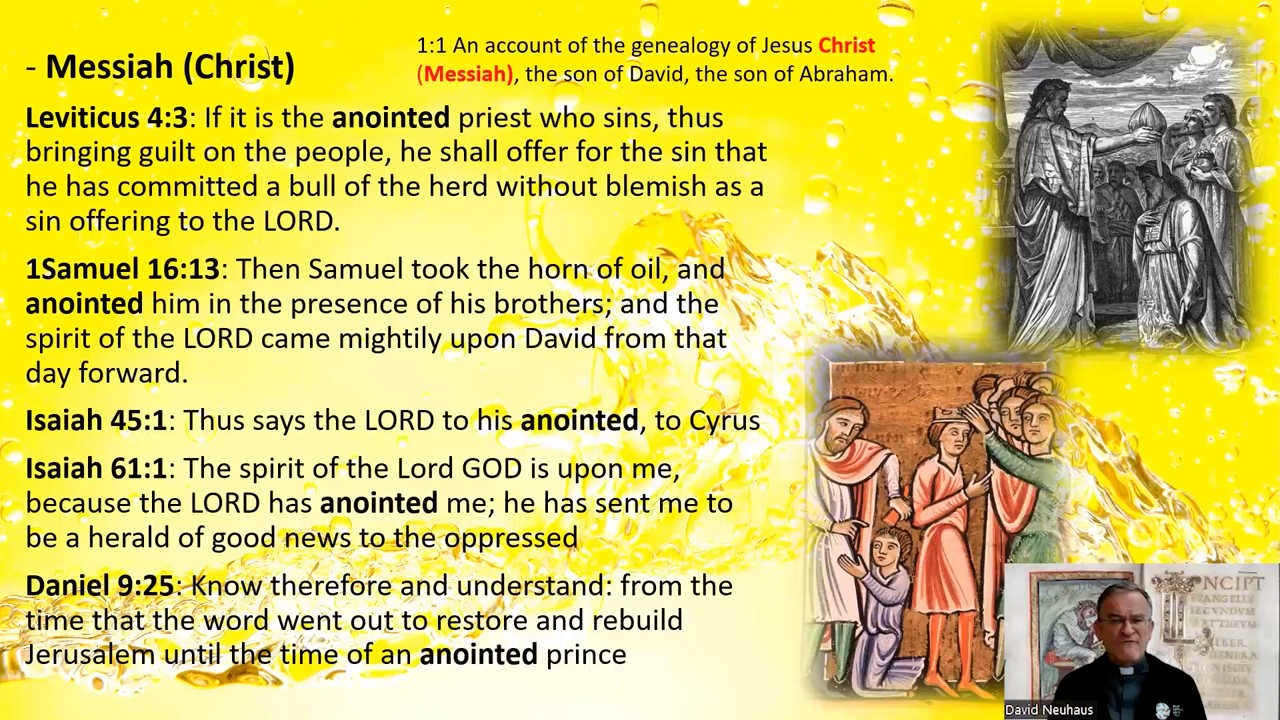 - Messiah (Christ)
1:1 An account of the genealogy of Jesus Christ
(Messiah), the son of David, the son of Abraham.
Leviticus 4:3: If it is the anointed priest who sins, thus
bringing guilt on the people, he shall offer for the sin that
he has committed a bull of the herd without blemish as a
sin offering to the LORD.
1Samuel 16:13: Then Samuel took the horn of oil, and
anointed him in the presence of his brothers; and the
spirit of the LORD came mightily upon David from that
day forward.
Isaiah 45:1: Thus says the LORD to his anointed, to Cyrus
Isaiah 61:1: The spirit of the Lord GOD is upon me,
because the LORD has anointed me; he has sent me to
be a herald of good news to the oppressed
Daniel 9:25: Know therefore and understand: from the
time that the word went out to restore and rebuild
Jerusalem until the time of an anointed prince
NCIPT
EVANGELII
SECVNDVM
LIBER
GENERA
David Neuhaus